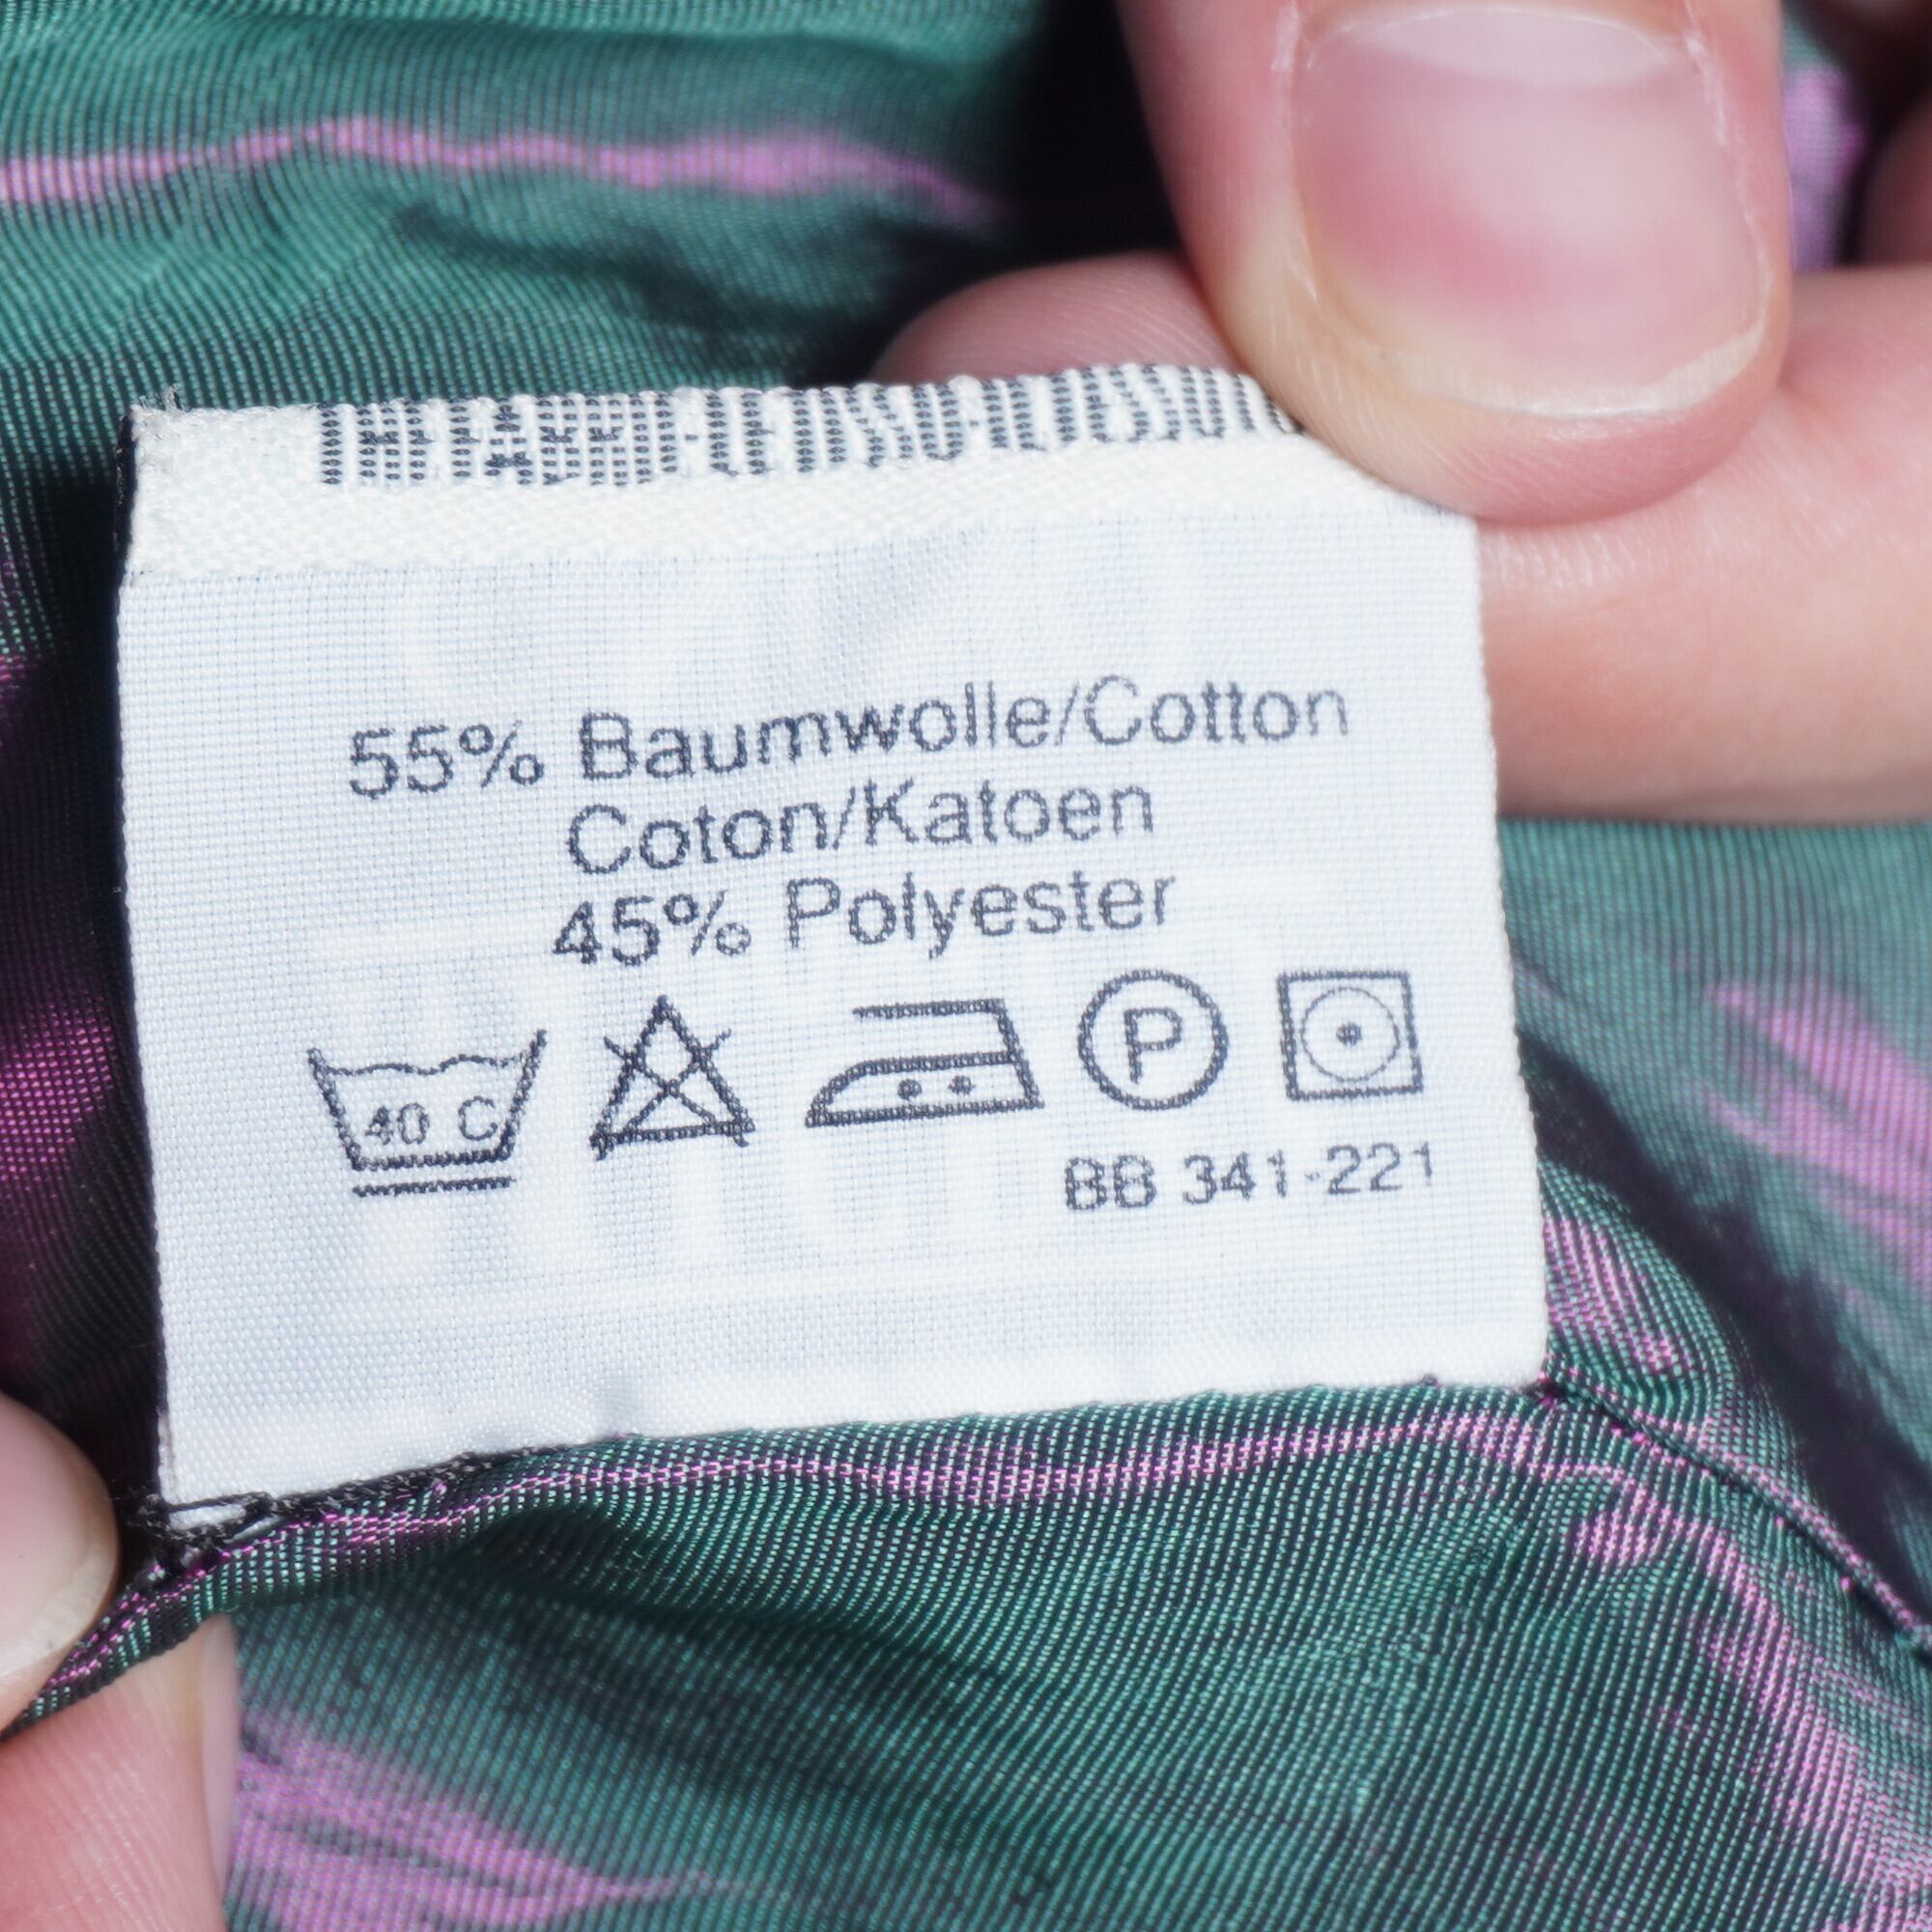 55% Baumwolle/Cotton
Coton/Katoen
45% Polyester
40 C P
BB 341-221